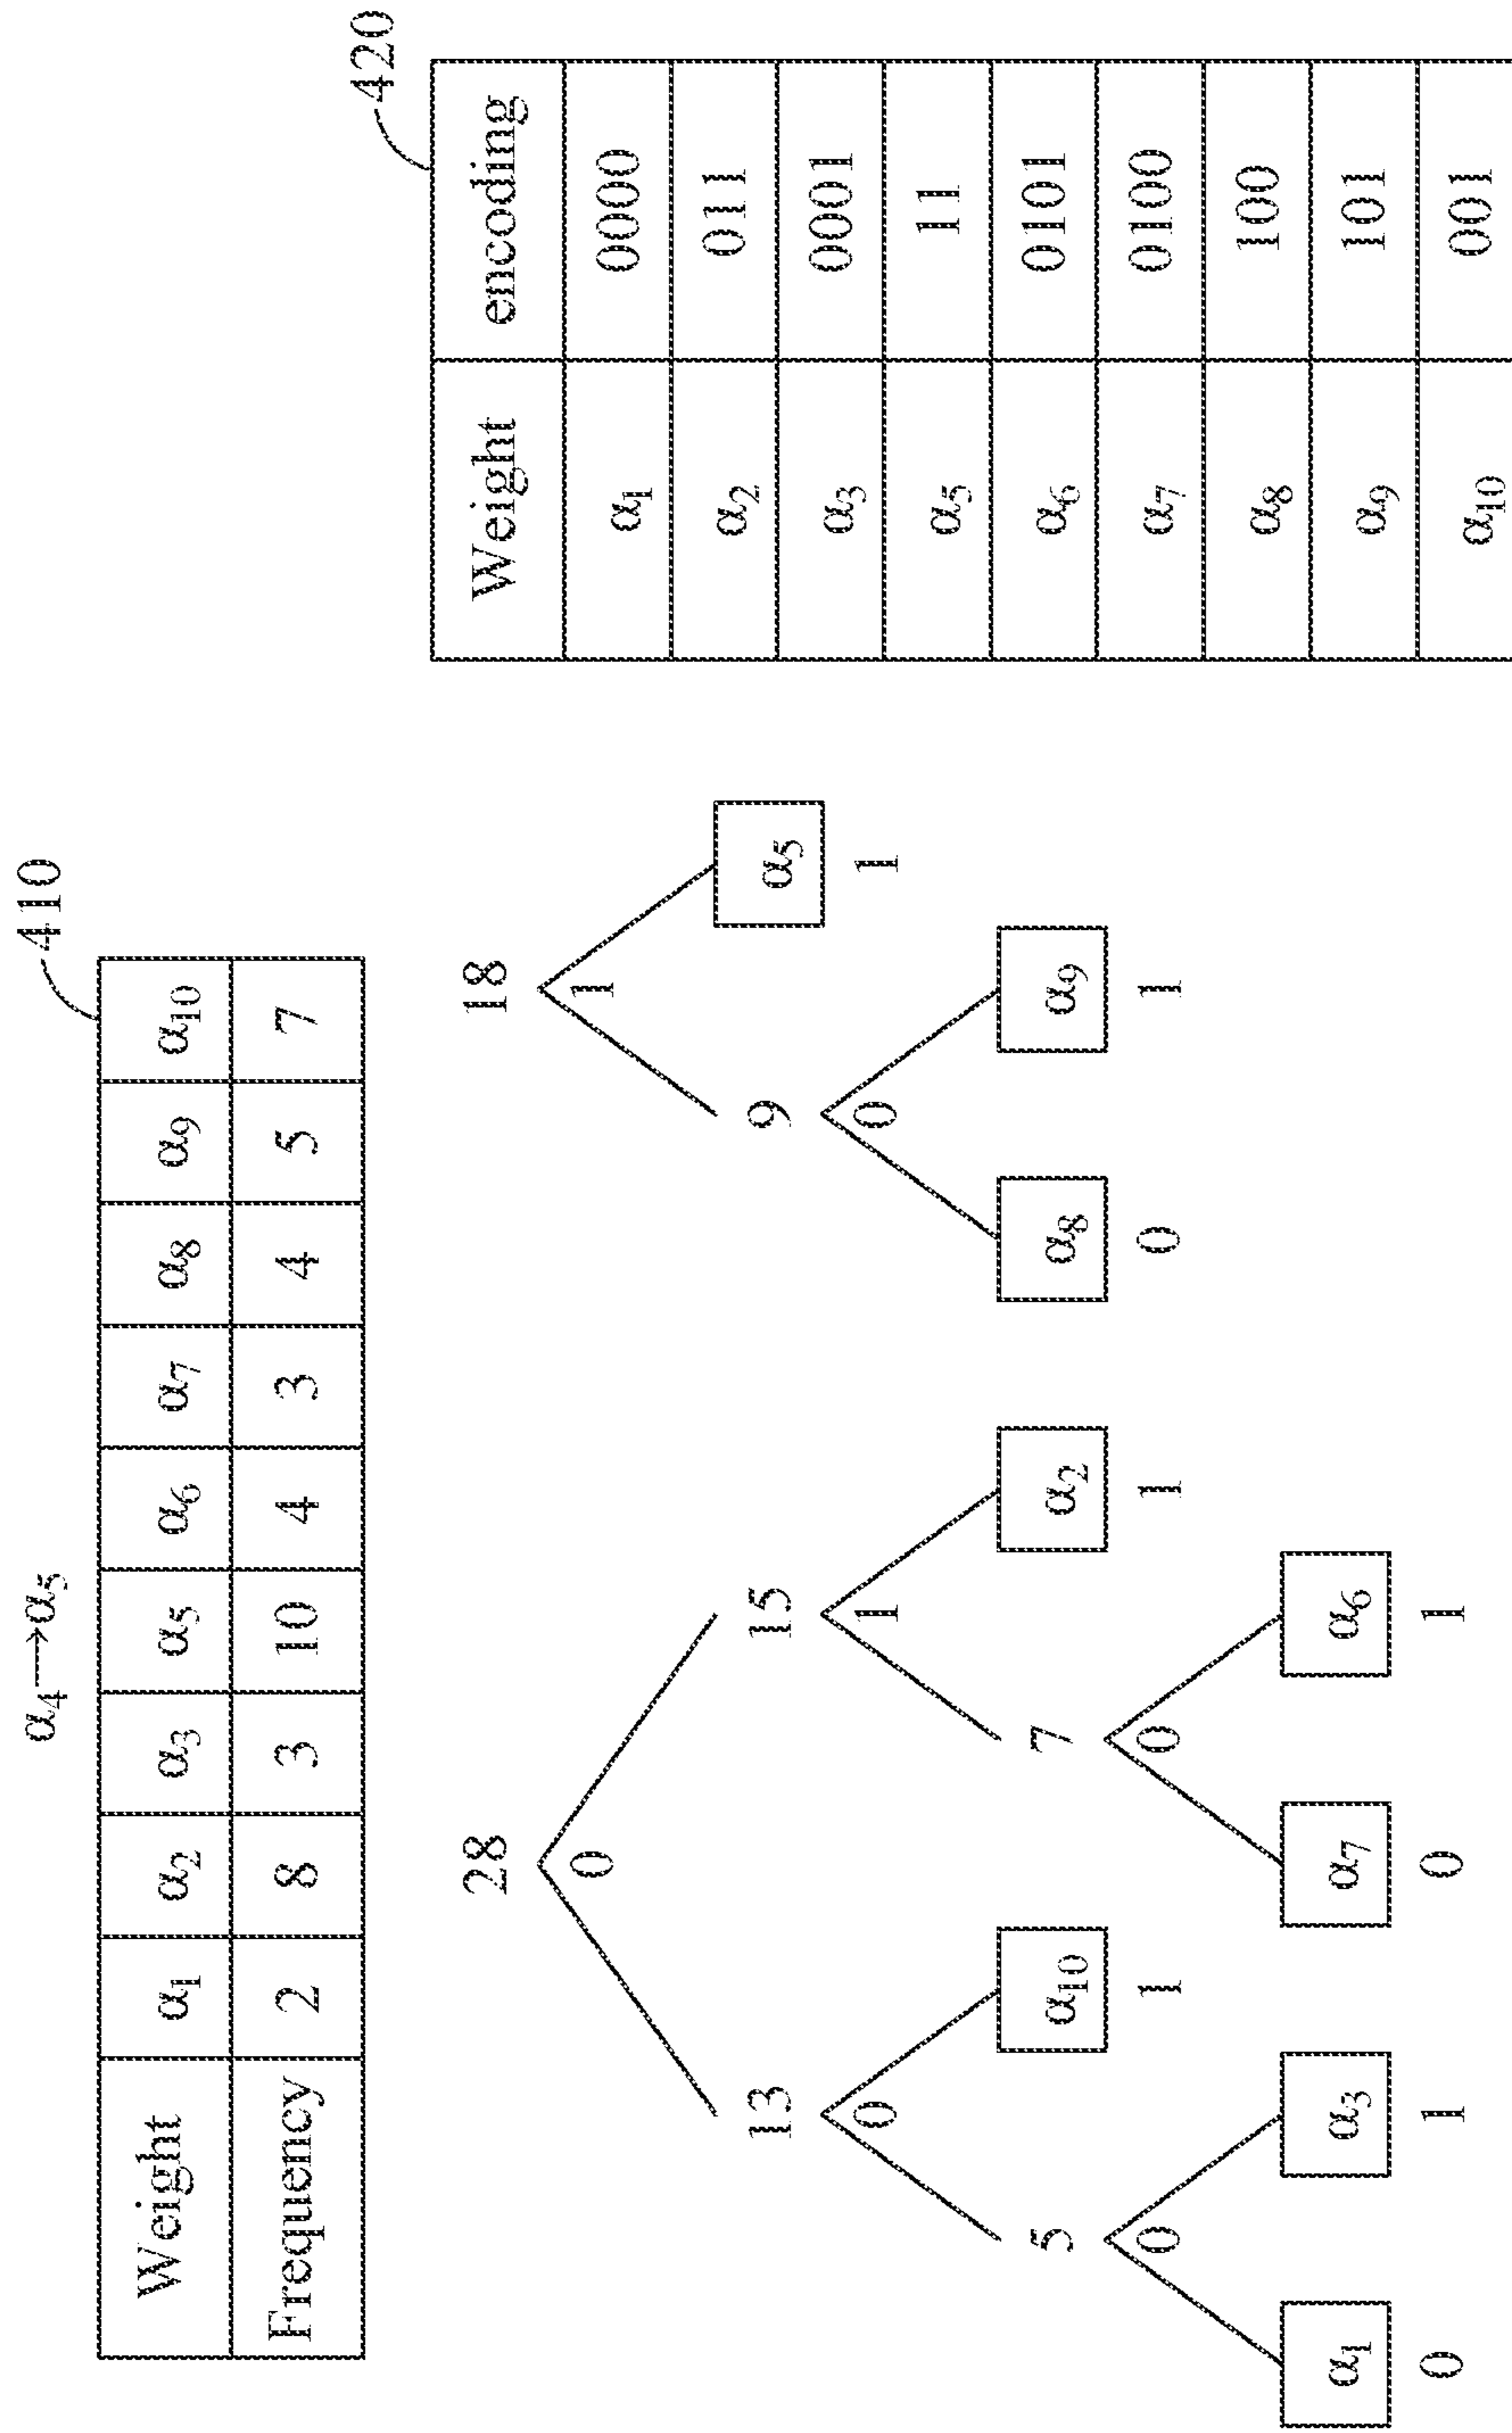 α₄→α₅
410
Weight α₁ α₂ α₃ α₅ α₆ α₇ α₈ α₉ α₁₀
Frequency 2 8 3 10 4 3 4 5 7
28 18
0 1
13 15 9 α₅
0 1 0 1
5 α₁₀ 7 α₂ α₈ α₉
0 1 0 1 0 1
α₁ α₃ α₇ α₆
0 1 0 1
420
Weight encoding
α₁ 0000
α₂ 011
α₃ 0001
α₅ 11
α₆ 0101
α₇ 0100
α₈ 100
α₉ 101
α₁₀ 001